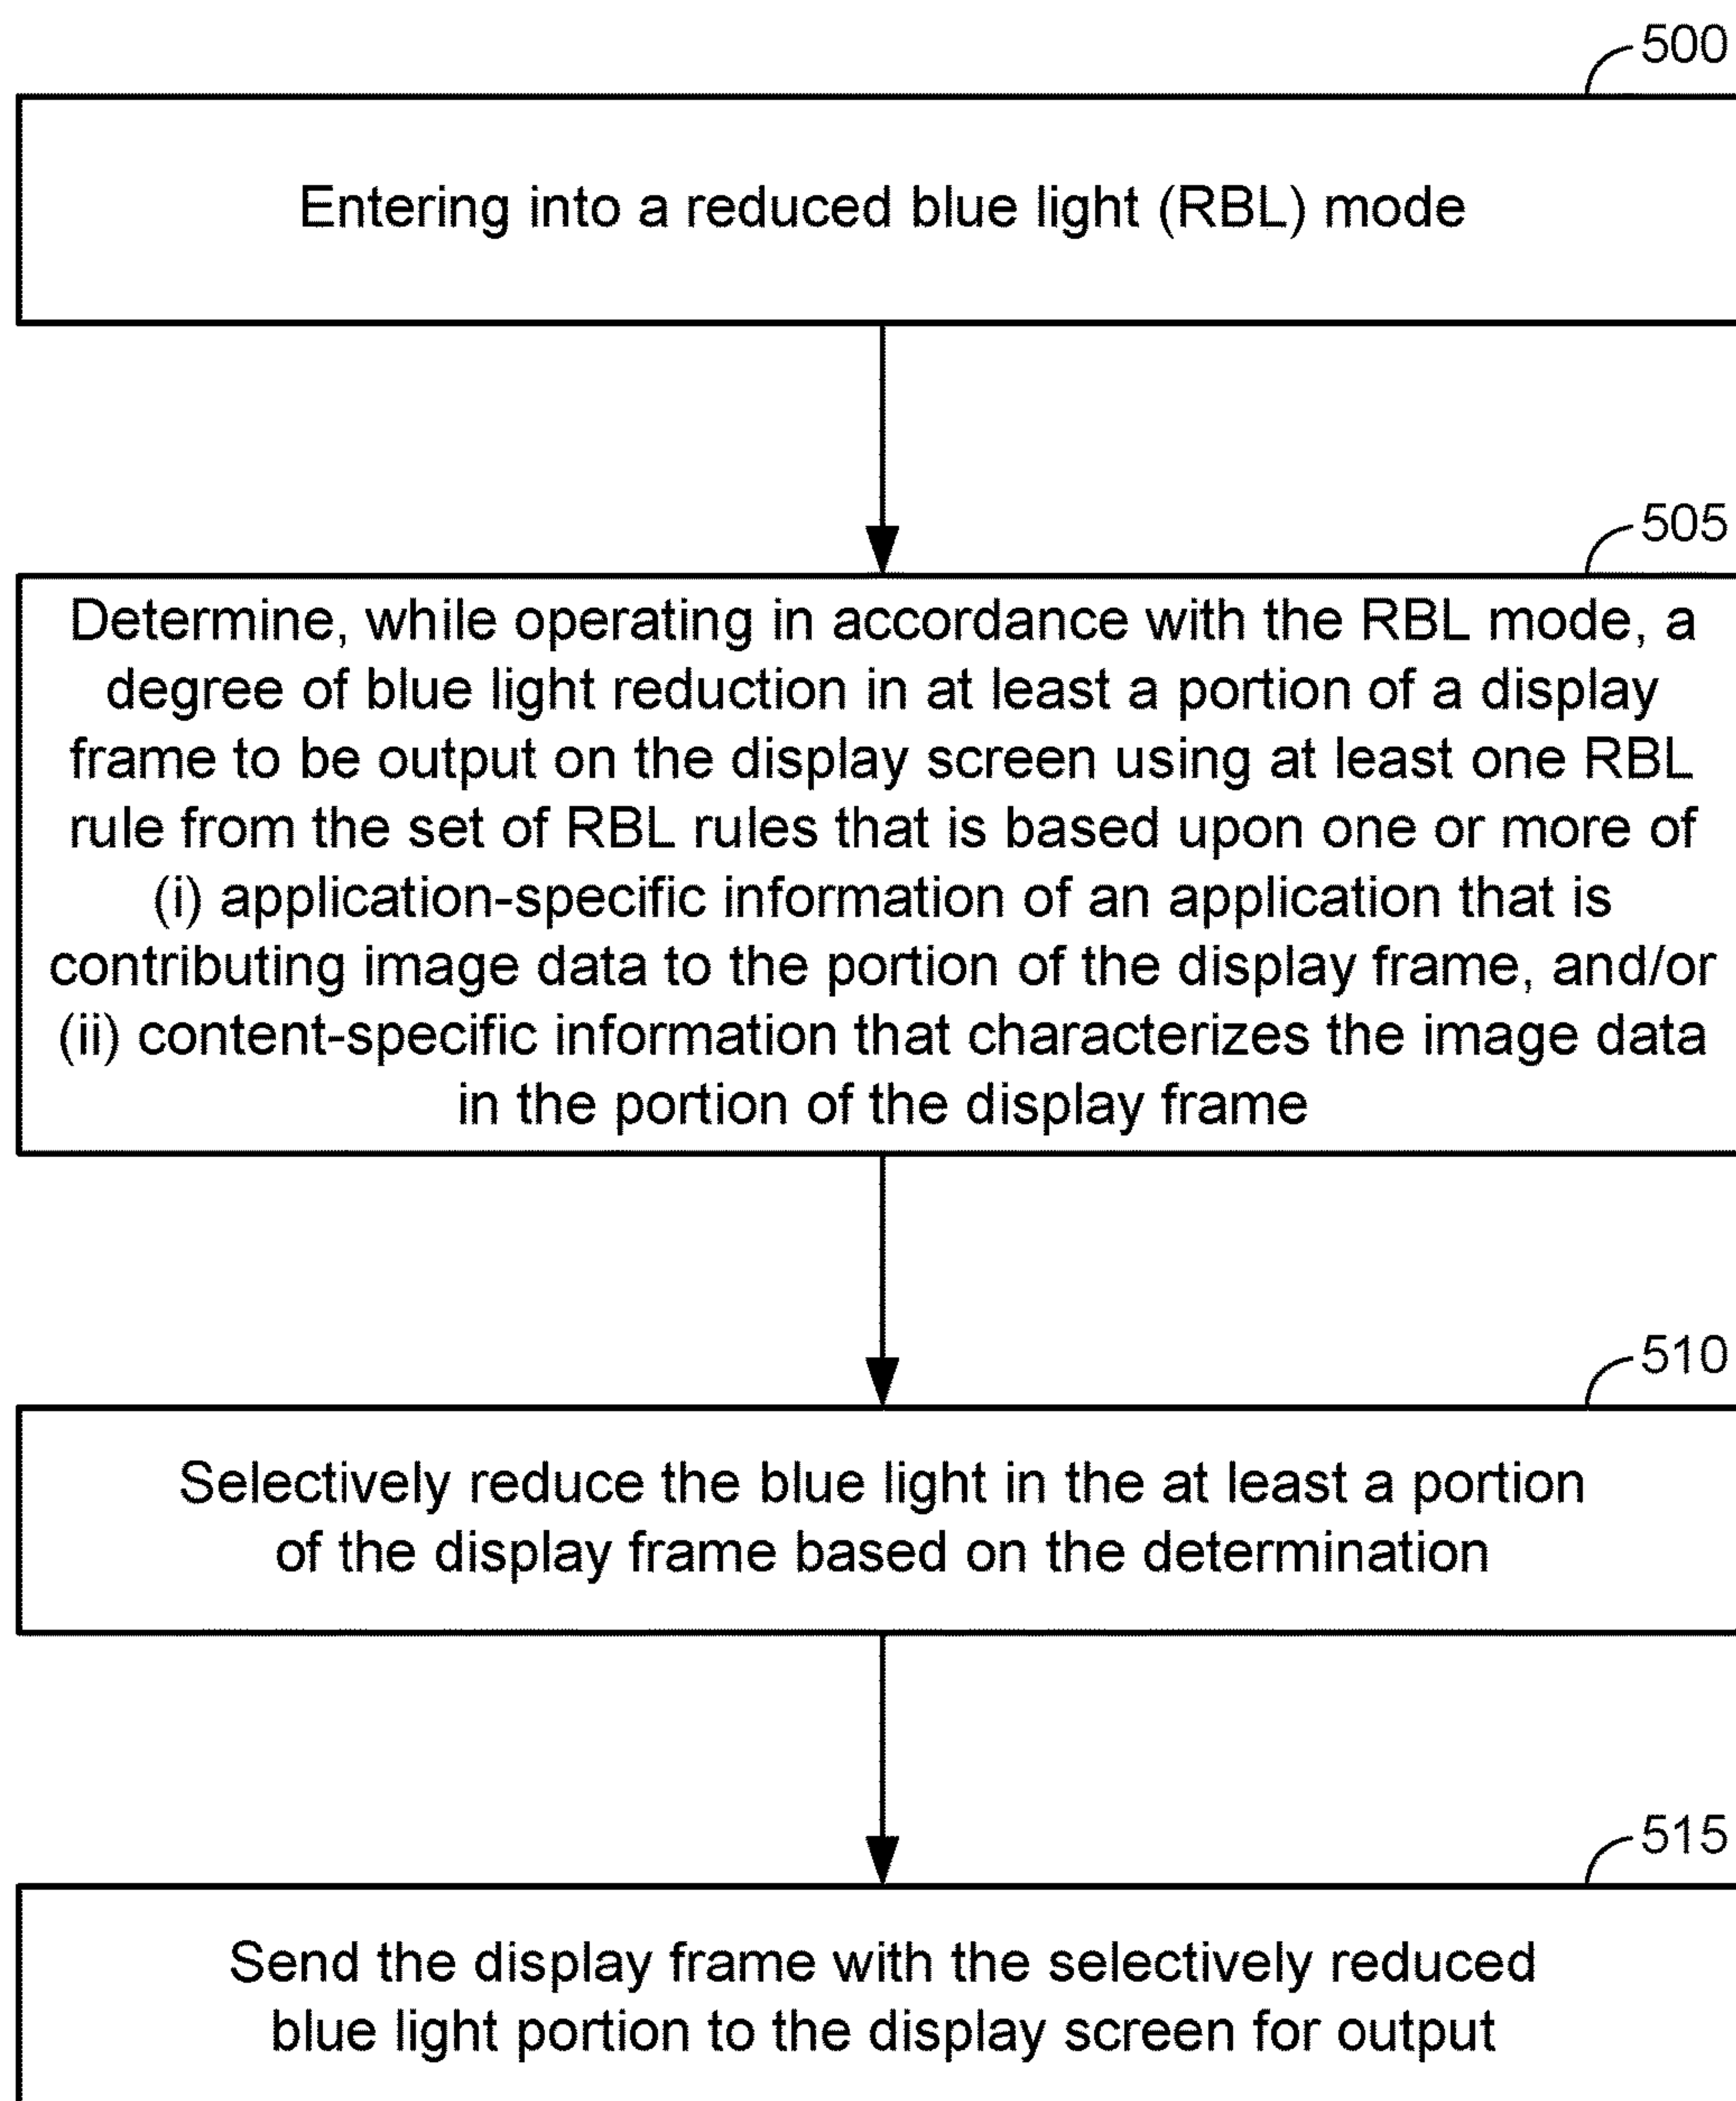 500
Entering into a reduced blue light (RBL) mode
505
Determine, while operating in accordance with the RBL mode, a
degree of blue light reduction in at least a portion of a display
frame to be output on the display screen using at least one RBL
rule from the set of RBL rules that is based upon one or more of
(i) application-specific information of an application that is
contributing image data to the portion of the display frame, and/or
(ii) content-specific information that characterizes the image data
in the portion of the display frame
510
Selectively reduce the blue light in the at least a portion
of the display frame based on the determination
515
Send the display frame with the selectively reduced
blue light portion to the display screen for output